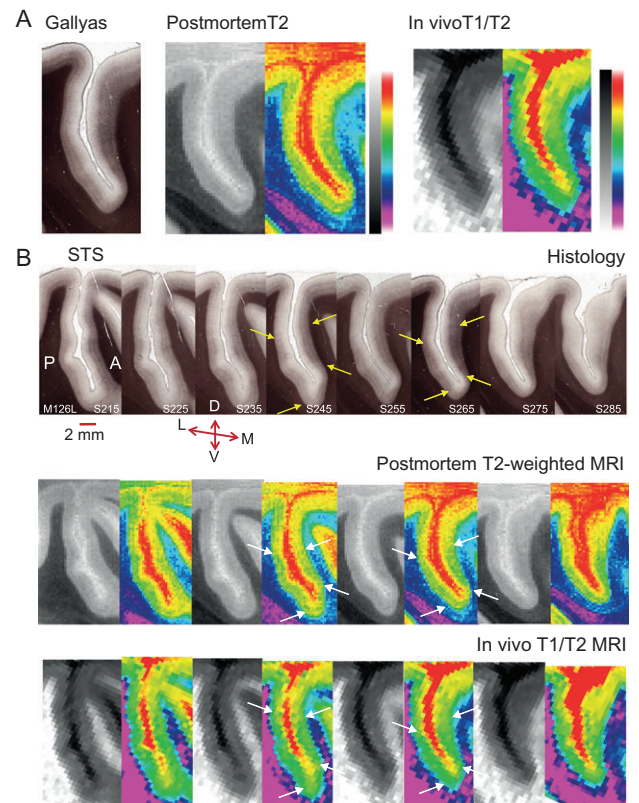 A
Gallyas
PostmortemT2
In vivoT1/T2
B
STS
Histology
P
A
M126L
S215
S225
S235
S245
S255
S265
S275
S285
2 mm
D
L
M
V
Postmortem T2-weighted MRI
In vivo T1/T2 MRI